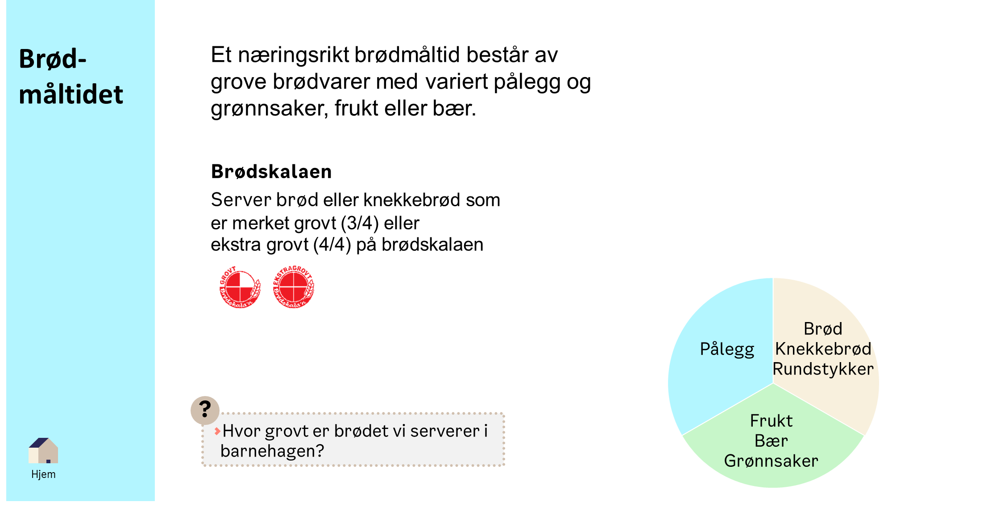 Brød-
måltidet
Et næringsrikt brødmåltid består av
grove brødvarer med variert pålegg og
grønnsaker, frukt eller bær.
Brødskalaen
Server brød eller knekkebrød som
er merket grovt (3/4) eller
ekstra grovt (4/4) på brødskalaen
GROVT
Brødskala'n
EKSTRAGROVT
Brødskala'n
Pålegg
Brød
Knekkebrød
Rundstykker
Frukt
Bær
Grønnsaker
?
Hvor grovt er brødet vi serverer i
barnehagen?
Hjem